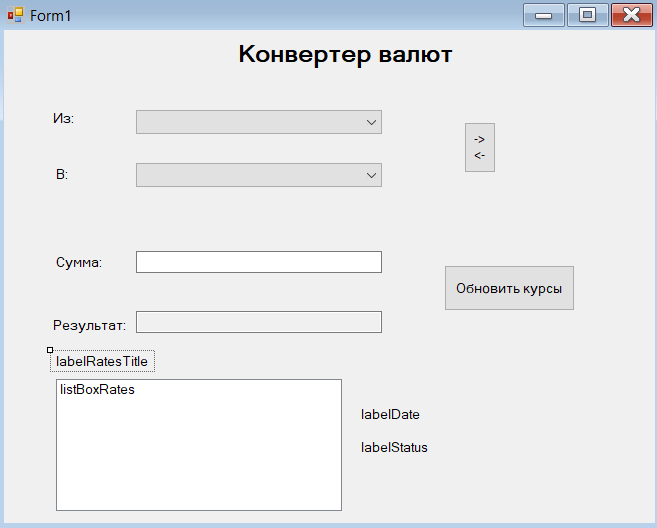 Form1
Конвертер валют
Из:
->
<-
В:
Сумма:
Обновить курсы
Результат:
labelRatesTitle
listBoxRates
labelDate
labelStatus